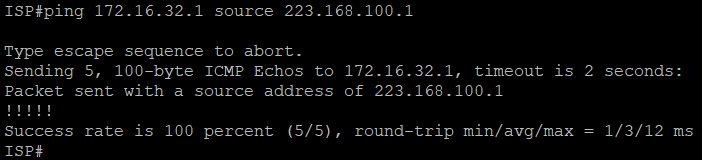 ISP#ping 172.16.32.1 source 223.168.100.1
Type escape sequence to abort.
Sending 5, 100-byte ICMP Echos to 172.16.32.1, timeout is 2 seconds:
Packet sent with a source address of 223.168.100.1
!!!!!
Success rate is 100 percent (5/5), round-trip min/avg/max = 1/3/12 ms
ISP#